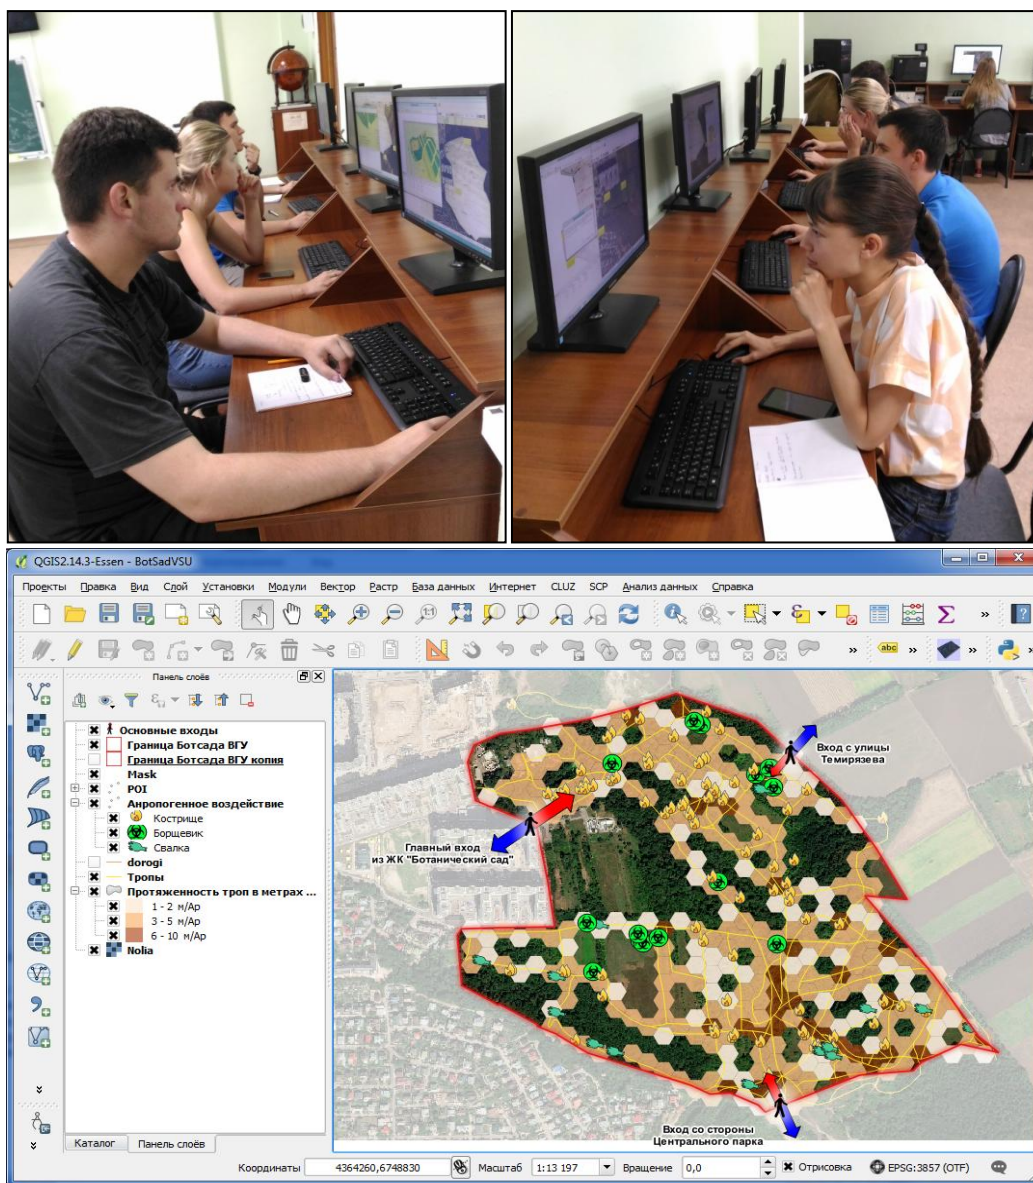 QGIS2.14.3-Essen - BotSadVSU
Проекты Правка Вид Слой Установки Модули Вектор Растр База данных Интернет CLUZ SCP Анализ данных Справка
abc
Панель слоёв
Основные входы
Граница Ботсада ВГУ
Граница Ботсада ВГУ копия
Mask
POI
Анропогенное воздействие
Кострище
Борщевик
Свалка
dorogi
Тропы
Протяженность троп в метрах ...
1 - 2 м/Ар
3 - 5 м/Ар
6 - 10 м/Ар
Nolia
Вход с улицы
Темирязева
Главный вход
из ЖК "Ботанический сад"
Вход со стороны
Центрального парка
Каталог Панель слоёв
Координаты 4364260,6748830 Масштаб 1:13 197 Вращение 0,0 Отрисовка EPSG:3857 (OTF)